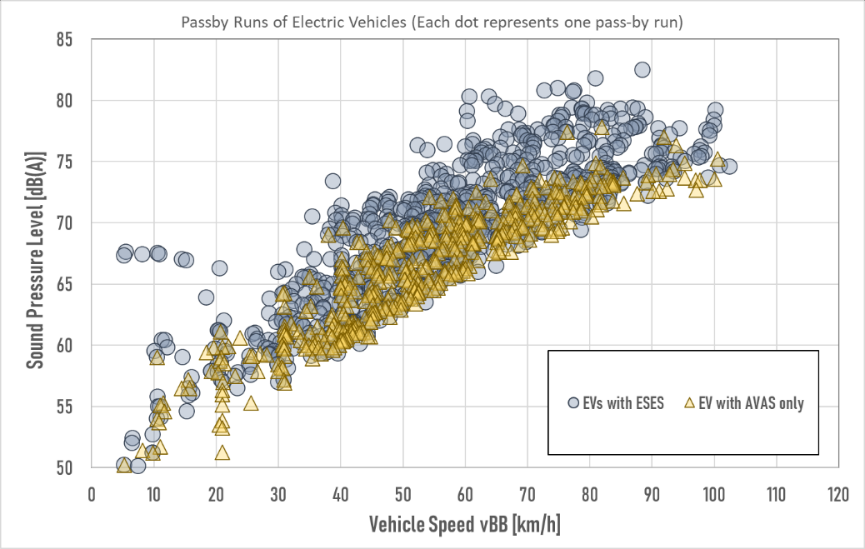 Passby Runs of Electric Vehicles (Each dot represents one pass-by run)
85
80
75
70
65
60
55
50
Sound Pressure Level [dB(A)]
EVs with ESES
EV with AVAS only
0 10 20 30 40 50 60 70 80 90 100 110 120
Vehicle Speed vBB [km/h]